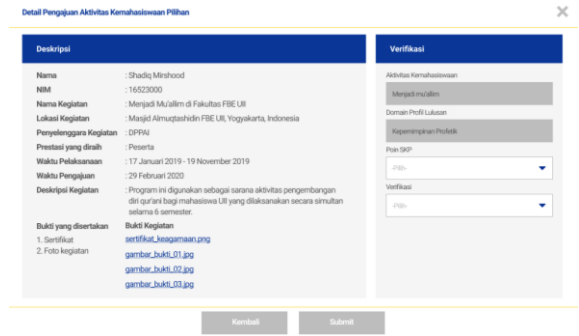 Detail Pengajuan Aktivitas Kemahasiswaan Pilihan
Deskripsi
Nama : Shadiq Mirshood
NIM : 16523000
Nama Kegiatan : Menjadi Mu'allim di Fakultas FBE UII
Lokasi Kegiatan : Masjid Almuqtashidin FBE UII, Yogyakarta, Indonesia
Penyelenggara Kegiatan : DPPAI
Prestasi yang diraih : Peserta
Waktu Pelaksanaan : 17 Januari 2019 - 19 November 2019
Waktu Pengajuan : 29 Februari 2020
Deskripsi Kegiatan : Program ini digunakan sebagai sarana aktivitas pengembangan
diri qur'ani bagi mahasiswa UII yang dilaksanakan secara simultan
selama 6 semester.
Bukti yang disertakan Bukti Kegiatan
1. Sertifikat sertifikat_keagamaan.png
2. Foto kegiatan gambar_bukti_01.jpg
gambar_bukti_02.jpg
gambar_bukti_03.jpg
Verifikasi
Aktivitas Kemahasiswaan
Menjadi mu'allim
Domain Profil Lulusan
Kepemimpinan Profetik
Poin SKP
-Pilih-
Verifikasi
-Pilih-
Kembali
Submit